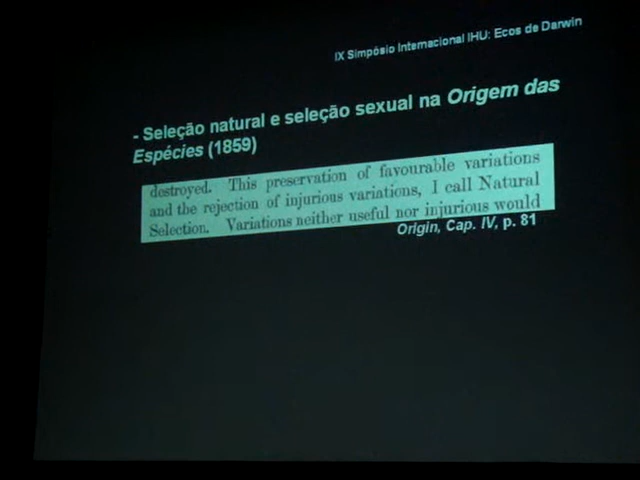 IX Simpósio Internacional IHU: Ecos de Darwin
- Seleção natural e seleção sexual na Origem das
Espécies (1859)
destroyed. This preservation of favourable variations
and the rejection of injurious variations, I call Natural
Selection. Variations neither useful nor injurious would
Origin, Cap. IV, p. 81